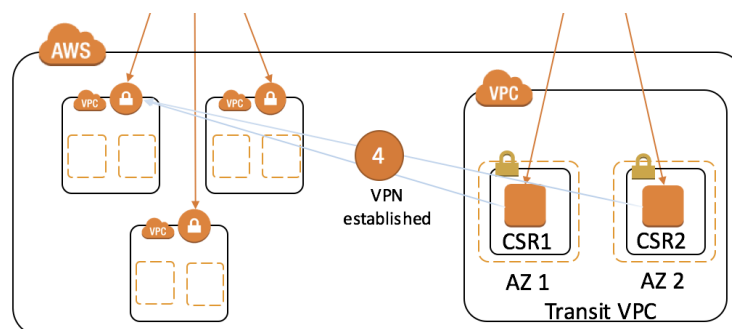 AWS
VPC
VPC
VPC
4
VPN
established
VPC
CSR1
CSR2
AZ 1
AZ 2
Transit VPC